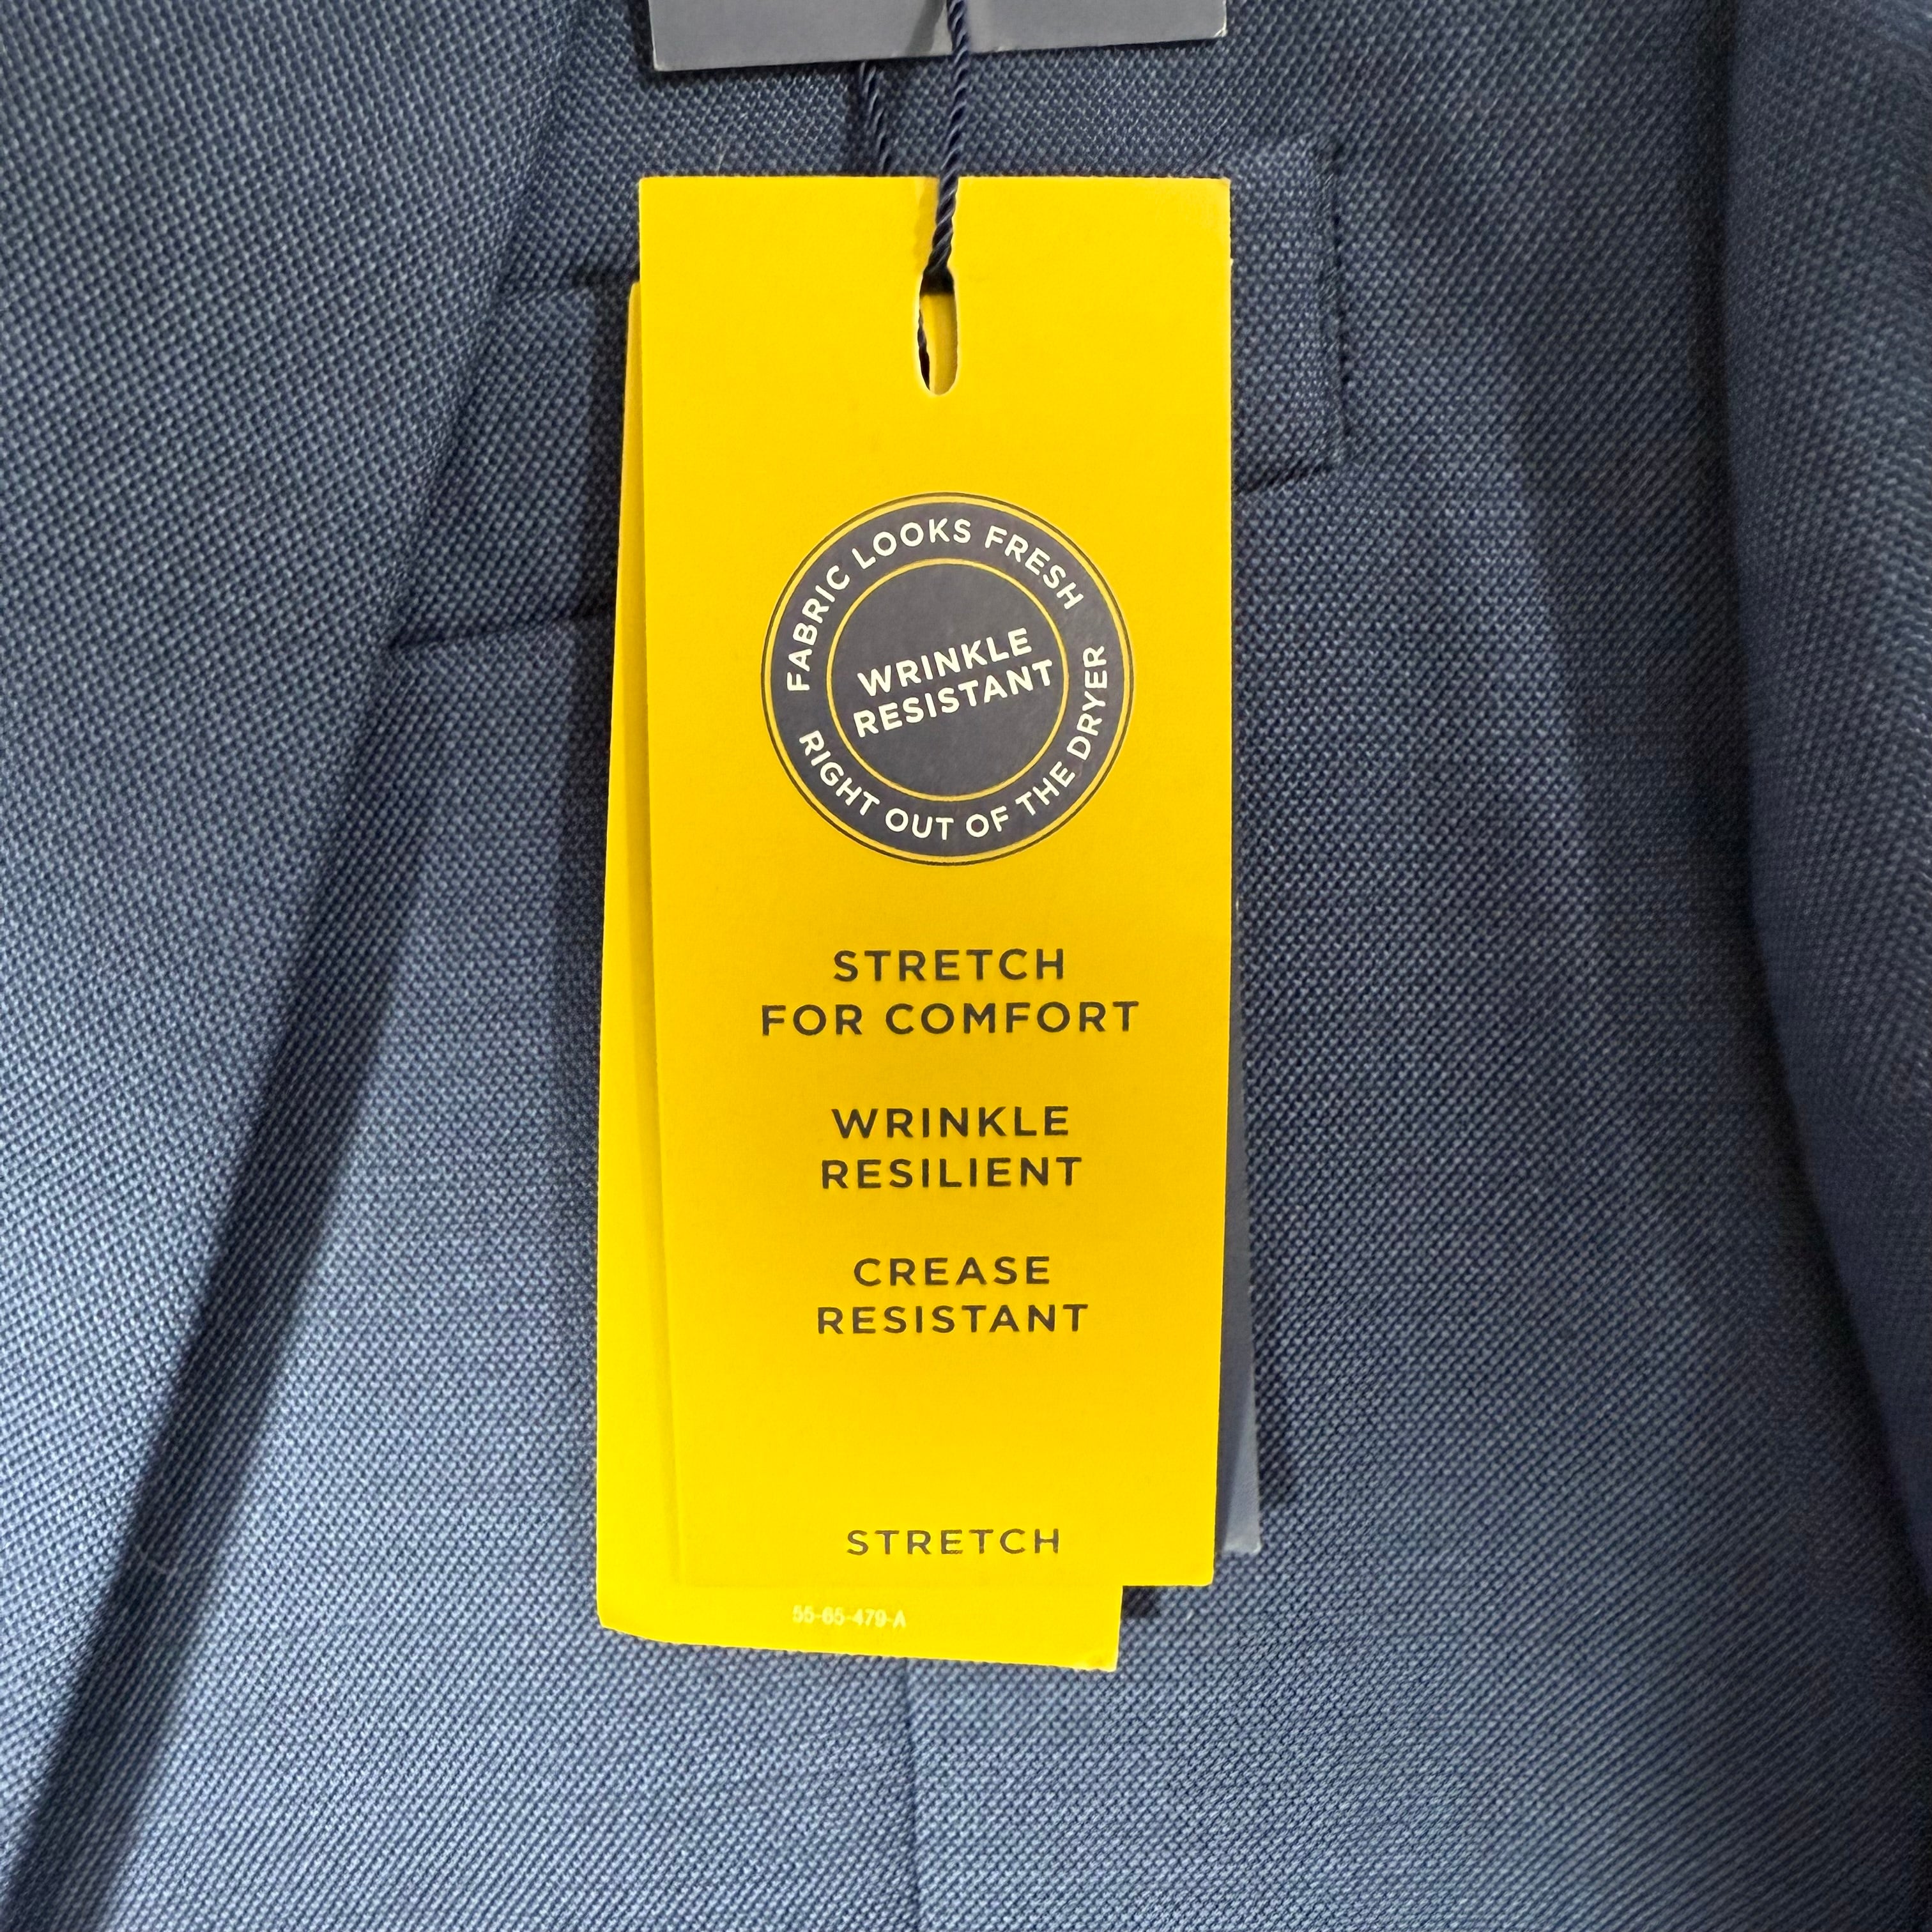 FABRIC LOOKS FRESH
WRINKLE
RESISTANT
RIGHT OUT OF THE DRYER
STRETCH
FOR COMFORT
WRINKLE
RESILIENT
CREASE
RESISTANT
STRETCH
55-65-479-A